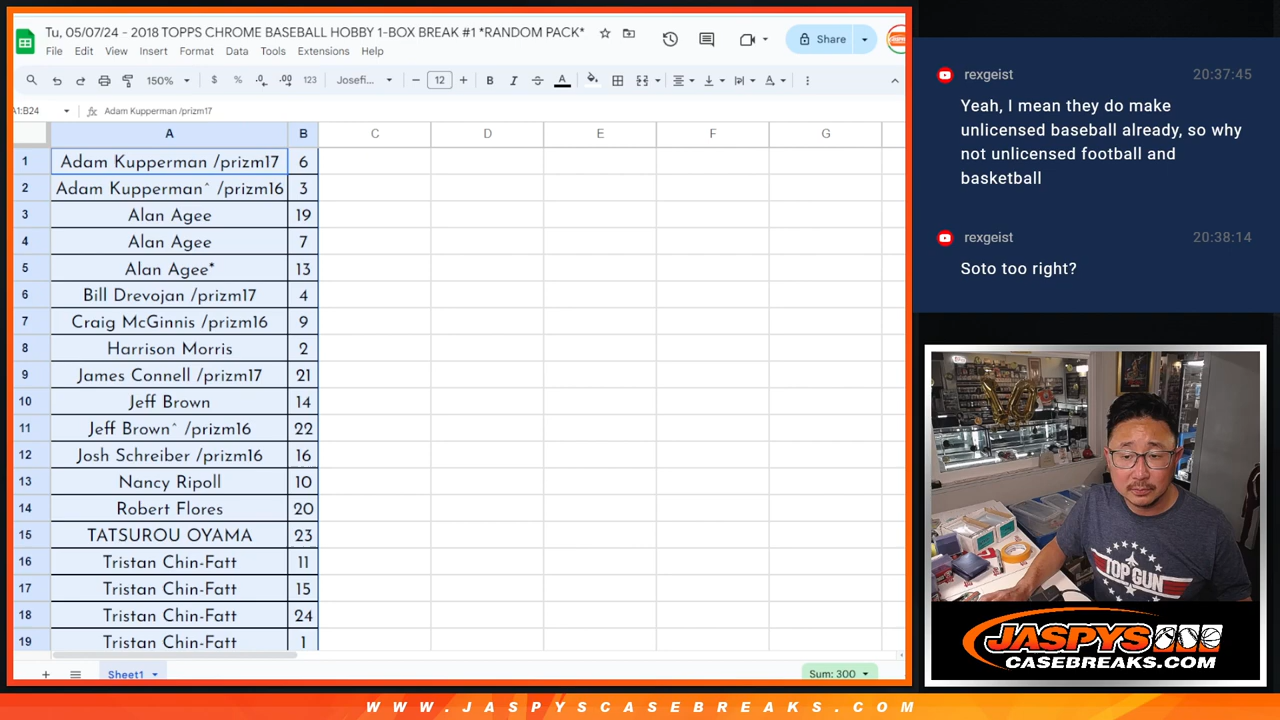 Tu, 05/07/24 - 2018 TOPPS CHROME BASEBALL HOBBY 1-BOX BREAK #1 *RANDOM PACK*
File Edit View Insert Format Data Tools Extensions Help
Share
150% $ % .0 .00 123 Josefi... 12 B I A
A1:B24 fx Adam Kupperman /prizm17
A B C D E F G
1 Adam Kupperman /prizm17 6
2 Adam Kupperman^ /prizm16 3
3 Alan Agee 19
4 Alan Agee 7
5 Alan Agee* 13
6 Bill Drevojan /prizm17 4
7 Craig McGinnis /prizm16 9
8 Harrison Morris 2
9 James Connell /prizm17 21
10 Jeff Brown 14
11 Jeff Brown^ /prizm16 22
12 Josh Schreiber /prizm16 16
13 Nancy Ripoll 10
14 Robert Flores 20
15 TATSUROU OYAMA 23
16 Tristan Chin-Fatt 11
17 Tristan Chin-Fatt 15
18 Tristan Chin-Fatt 24
19 Tristan Chin-Fatt 1
Sheet1
Sum: 300
rexgeist 20:37:45
Yeah, I mean they do make
unlicensed baseball already, so why
not unlicensed football and
basketball
rexgeist 20:38:14
Soto too right?
TOP GUN
JASPYS
CASEBREAKS.COM
WWW.JASPYSCASEBREAKS.COM